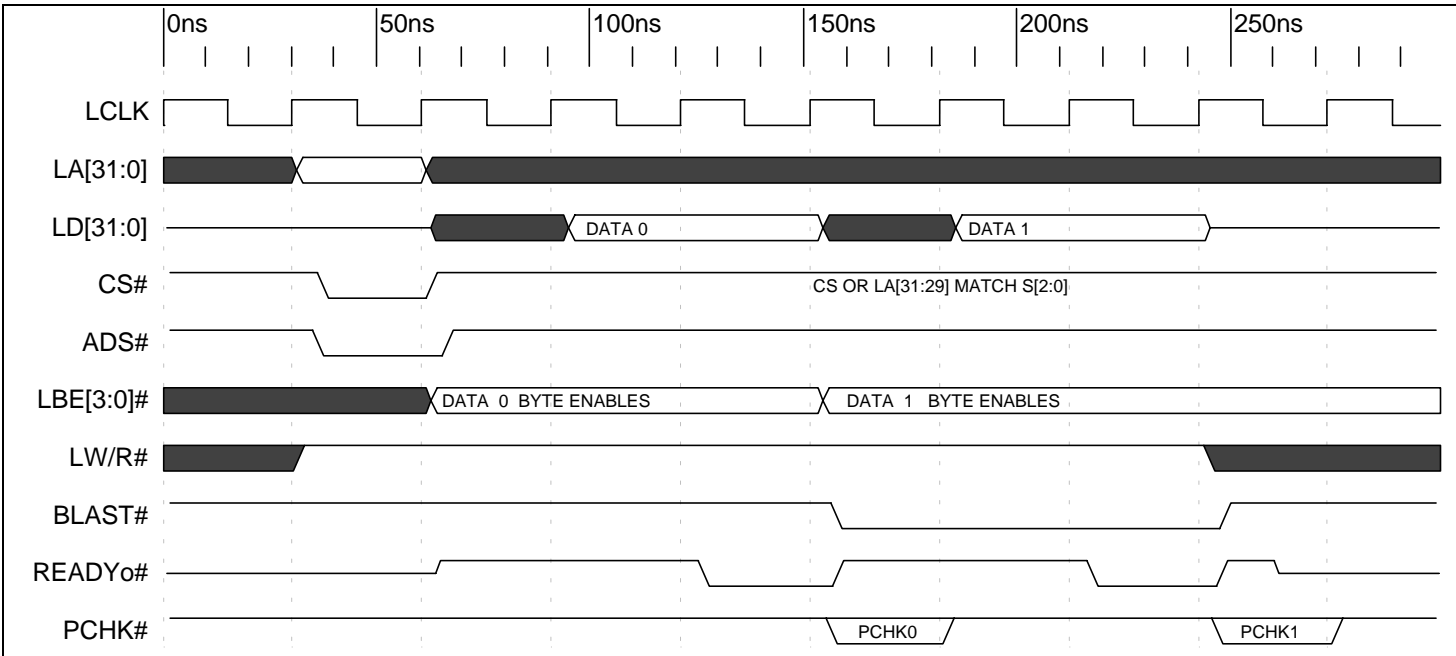 0ns 50ns 100ns 150ns 200ns 250ns
LCLK
LA[31:0]
LD[31:0] DATA 0 DATA 1
CS# CS OR LA[31:29] MATCH S[2:0]
ADS#
LBE[3:0]# DATA 0 BYTE ENABLES DATA 1 BYTE ENABLES
LW/R#
BLAST#
READYo#
PCHK# PCHK0 PCHK1